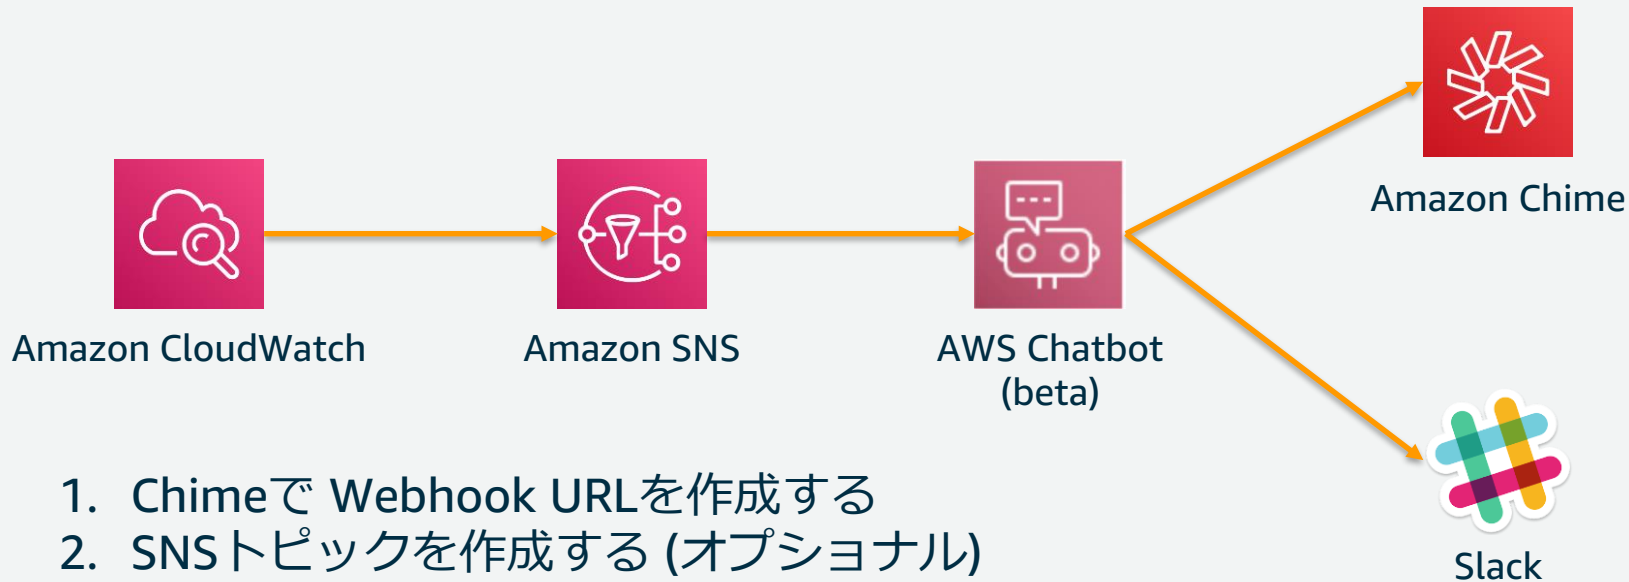 Amazon Chime
Amazon CloudWatch
Amazon SNS
AWS Chatbot
(beta)
1. Chimeで Webhook URLを作成する
2. SNSトピックを作成する (オプショナル)
Slack